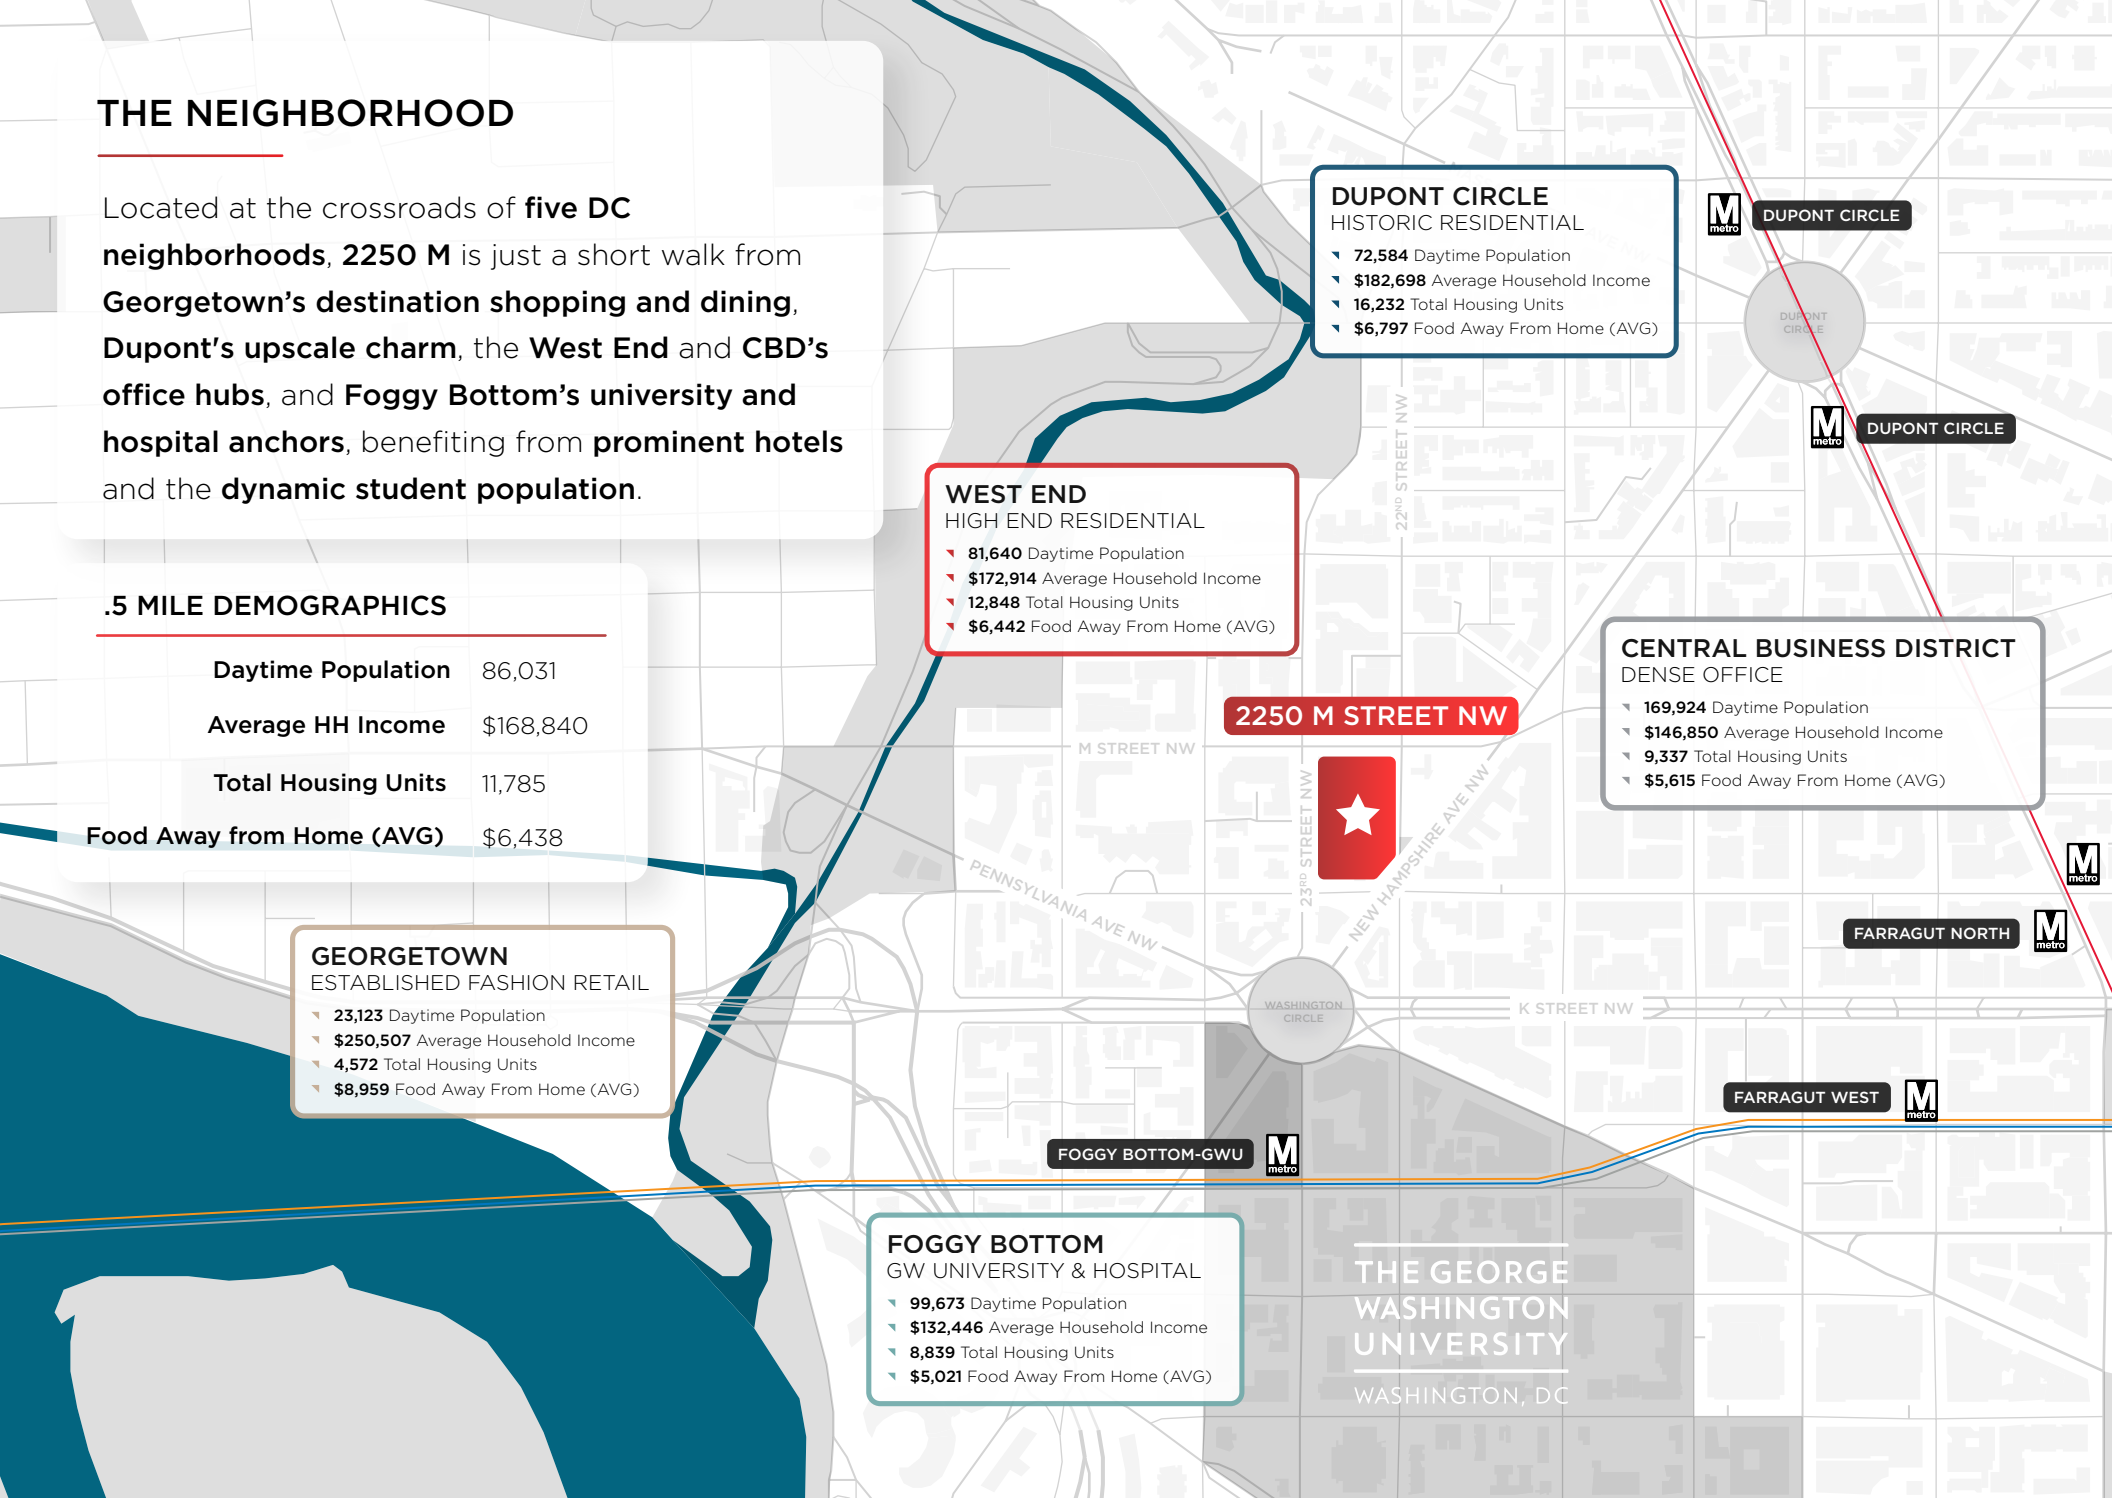 THE NEIGHBORHOOD
Located at the crossroads of five DC
neighborhoods, 2250 M is just a short walk from
Georgetown’s destination shopping and dining,
Dupont's upscale charm, the West End and CBD’s
office hubs, and Foggy Bottom’s university and
hospital anchors, benefiting from prominent hotels
and the dynamic student population.
.5 MILE DEMOGRAPHICS
Daytime Population 86,031
Average HH Income $168,840
Total Housing Units 11,785
Food Away from Home (AVG) $6,438
DUPONT CIRCLE
HISTORIC RESIDENTIAL
72,584 Daytime Population
$182,698 Average Household Income
16,232 Total Housing Units
$6,797 Food Away From Home (AVG)
M
metro
DUPONT CIRCLE
DUPONT
CIRCLE
M
metro
DUPONT CIRCLE
22ND STREET NW
WEST END
HIGH END RESIDENTIAL
81,640 Daytime Population
$172,914 Average Household Income
12,848 Total Housing Units
$6,442 Food Away From Home (AVG)
CENTRAL BUSINESS DISTRICT
DENSE OFFICE
169,924 Daytime Population
$146,850 Average Household Income
9,337 Total Housing Units
$5,615 Food Away From Home (AVG)
2250 M STREET NW
M STREET NW
23RD STREET NW
NEW HAMPSHIRE AVE NW
PENNSYLVANIA AVE NW
M
metro
FARRAGUT NORTH
M
metro
GEORGETOWN
ESTABLISHED FASHION RETAIL
23,123 Daytime Population
$250,507 Average Household Income
4,572 Total Housing Units
$8,959 Food Away From Home (AVG)
WASHINGTON
CIRCLE
K STREET NW
FARRAGUT WEST
M
metro
FOGGY BOTTOM-GWU
M
metro
FOGGY BOTTOM
GW UNIVERSITY & HOSPITAL
99,673 Daytime Population
$132,446 Average Household Income
8,839 Total Housing Units
$5,021 Food Away From Home (AVG)
THE GEORGE
WASHINGTON
UNIVERSITY
WASHINGTON, DC